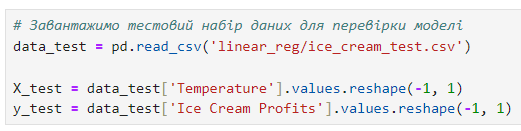 # Завантажимо тестовий набір даних для перевірки моделі
data_test = pd.read_csv('linear_reg/ice_cream_test.csv')
X_test = data_test['Temperature'].values.reshape(-1, 1)
y_test = data_test['Ice Cream Profits'].values.reshape(-1, 1)